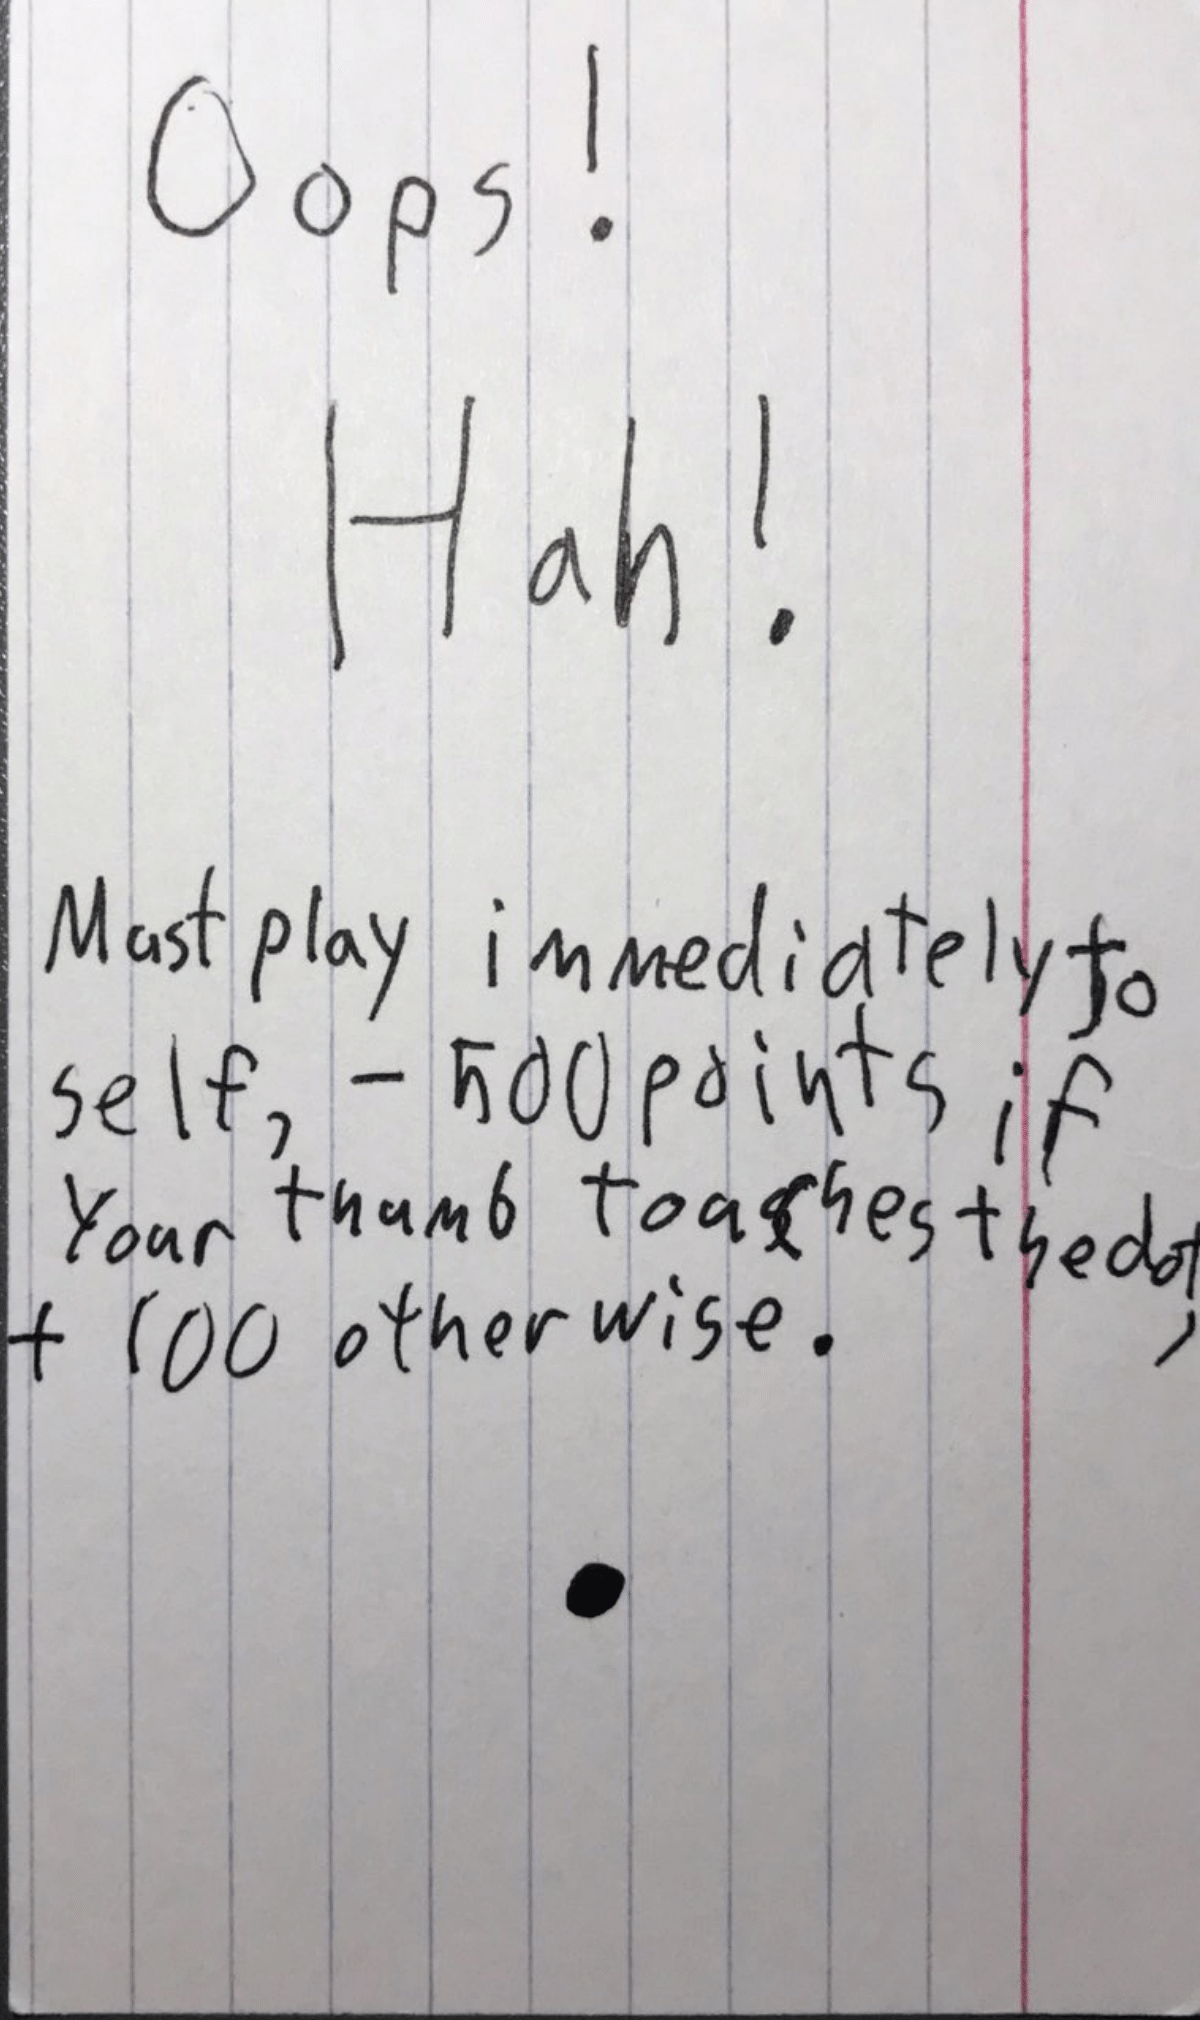 Oops!
Hah!
Must play immediately to
self, - 500 points if
Your thumb touches the dot,
+ 100 otherwise.